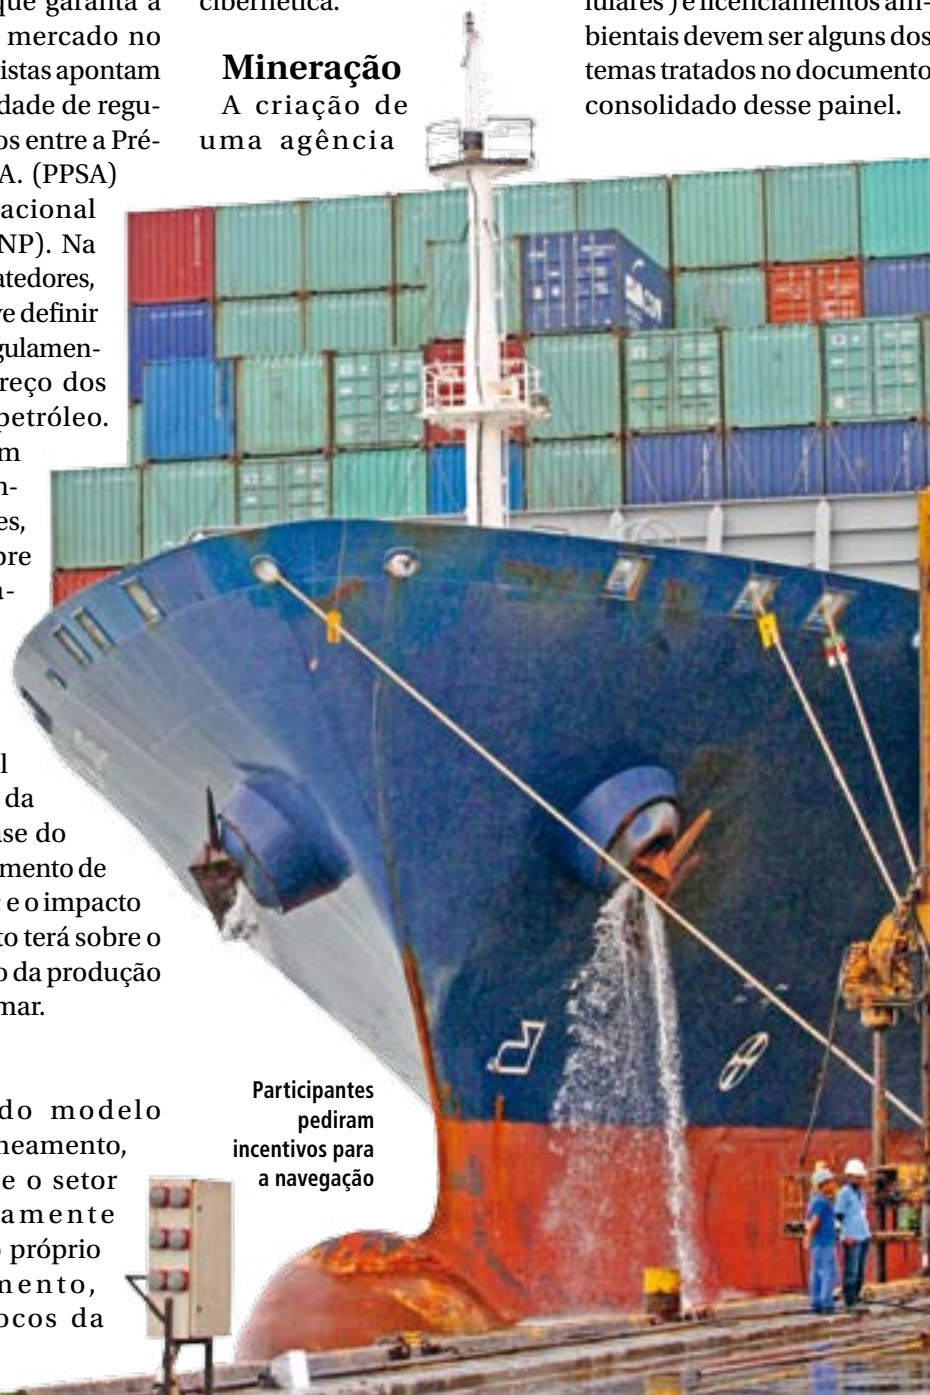 que garanta a
mercado no
istas apontam
dade de regu-
os entre a Pré-
A. (PPSA)
acional
NP). Na
atedores,
ve definir
gulamen-
reço dos
petróleo.
m
n-
es,
bre
a-
l
da
ase do
mento de
e o impacto
to terá sobre o
o da produção
mar.
do modelo
neamento,
e o setor
amente
o próprio
mento,
ocos da
cibernética.
Mineração
A criação de
uma agência
lulares") e licenciamentos am-
bientais devem ser alguns dos
temas tratados no documento
consolidado desse painel.
Participantes
pediram
incentivos para
a navegação